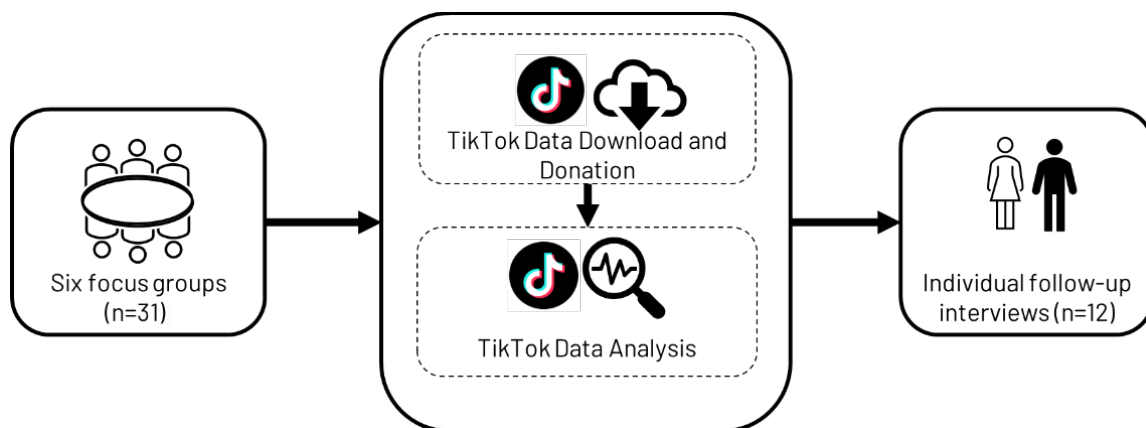 Six focus groups
(n=31)
TikTok Data Download and
Donation
TikTok Data Analysis
Individual follow-up
interviews (n=12)